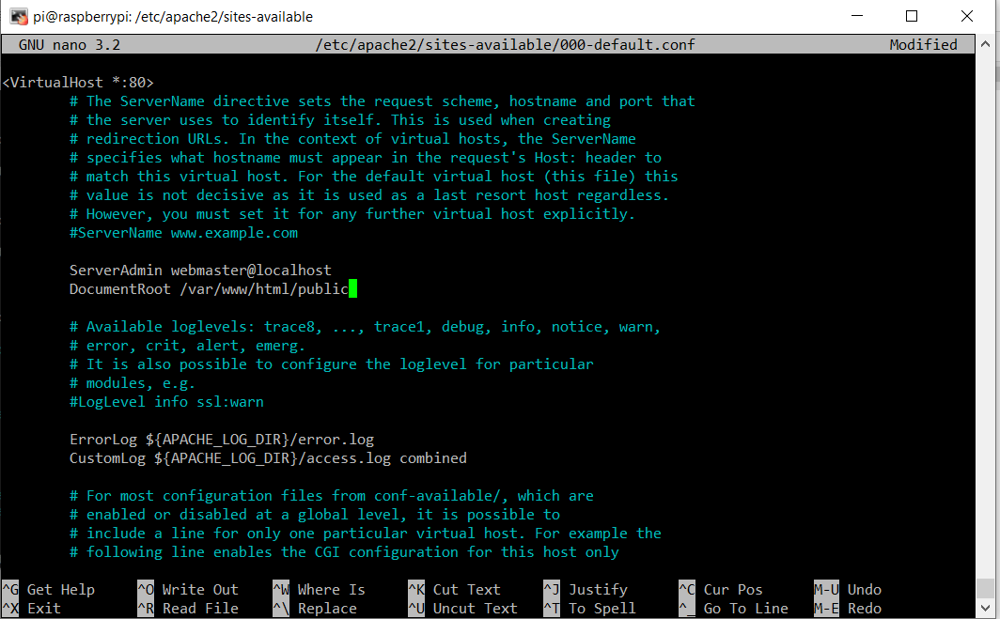 pi@raspberrypi: /etc/apache2/sites-available
GNU nano 3.2 /etc/apache2/sites-available/000-default.conf Modified
<VirtualHost *:80>
# The ServerName directive sets the request scheme, hostname and port that
# the server uses to identify itself. This is used when creating
# redirection URLs. In the context of virtual hosts, the ServerName
# specifies what hostname must appear in the request's Host: header to
# match this virtual host. For the default virtual host (this file) this
# value is not decisive as it is used as a last resort host regardless.
# However, you must set it for any further virtual host explicitly.
#ServerName www.example.com
ServerAdmin webmaster@localhost
DocumentRoot /var/www/html/public
# Available loglevels: trace8, ..., trace1, debug, info, notice, warn,
# error, crit, alert, emerg.
# It is also possible to configure the loglevel for particular
# modules, e.g.
#LogLevel info ssl:warn
ErrorLog ${APACHE_LOG_DIR}/error.log
CustomLog ${APACHE_LOG_DIR}/access.log combined
# For most configuration files from conf-available/, which are
# enabled or disabled at a global level, it is possible to
# include a line for only one particular virtual host. For example the
# following line enables the CGI configuration for this host only
^G Get Help ^O Write Out ^W Where Is ^K Cut Text ^J Justify ^C Cur Pos M-U Undo
^X Exit ^R Read File ^\ Replace ^U Uncut Text ^T To Spell ^_ Go To Line M-E Redo